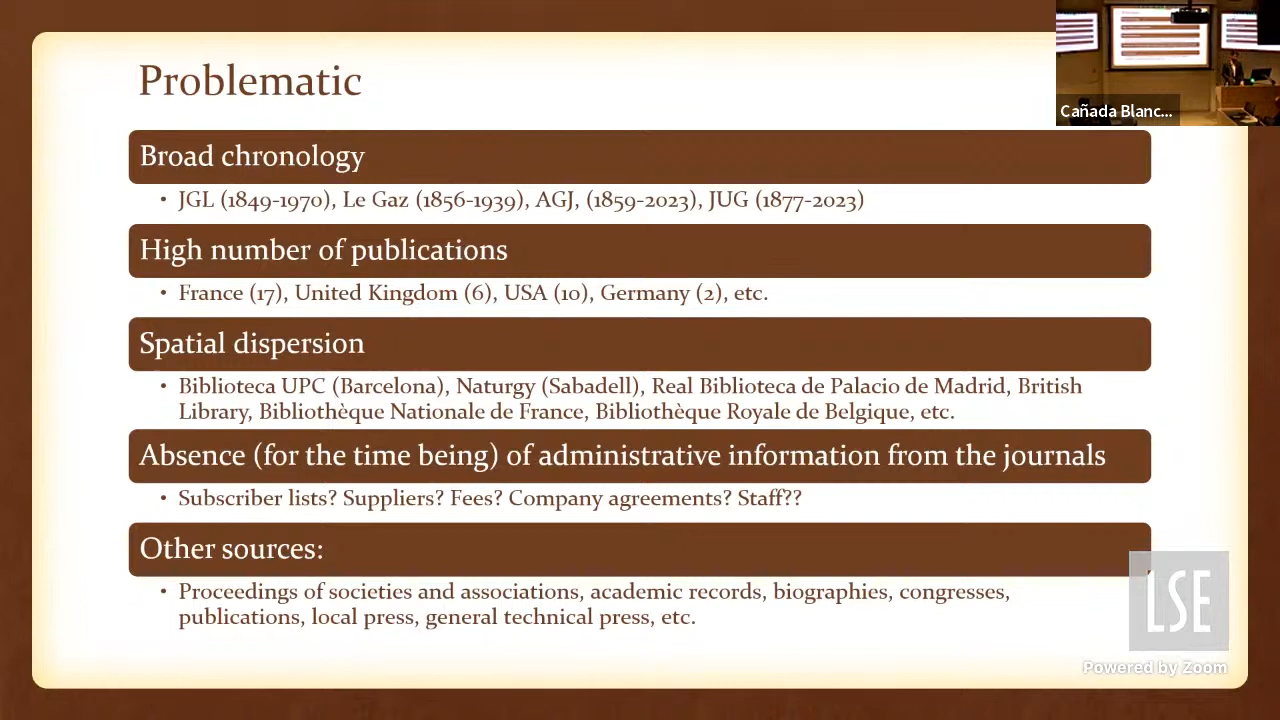 Problematic
Cañada Blanc...
Broad chronology
• JGL (1849-1970), Le Gaz (1856-1939), AGJ, (1859-2023), JUG (1877-2023)
High number of publications
• France (17), United Kingdom (6), USA (10), Germany (2), etc.
Spatial dispersion
• Biblioteca UPC (Barcelona), Naturgy (Sabadell), Real Biblioteca de Palacio de Madrid, British
Library, Bibliothèque Nationale de France, Bibliothèque Royale de Belgique, etc.
Absence (for the time being) of administrative information from the journals
• Subscriber lists? Suppliers? Fees? Company agreements? Staff??
Other sources:
• Proceedings of societies and associations, academic records, biographies, congresses,
publications, local press, general technical press, etc.
LSE
Powered by Zoom